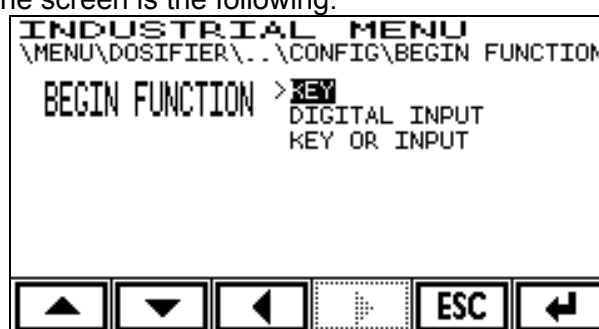 he screen is the following:
INDUSTRIAL MENU
\MENU\DOSIFIER\..\CONFIG\BEGIN FUNCTION
BEGIN FUNCTION >KEY
DIGITAL INPUT
KEY OR INPUT
ESC